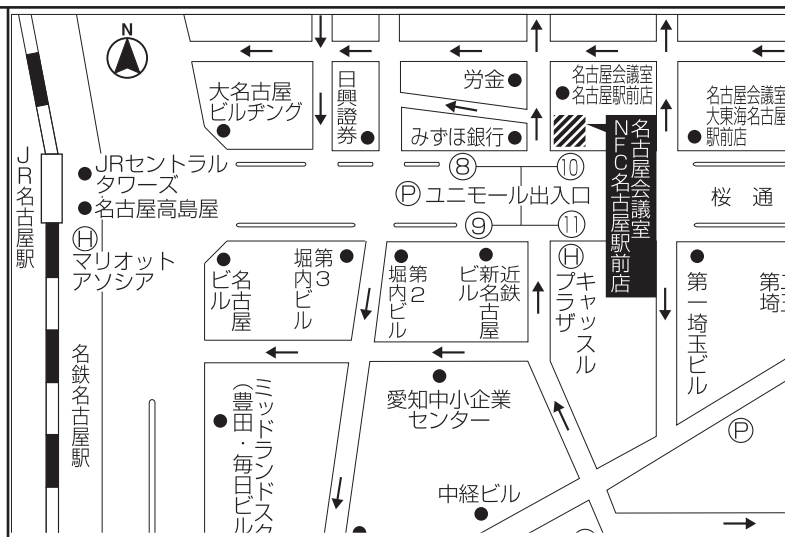 N
大名古屋
ビルヂング
日興證券
労金
みずほ銀行
名古屋会議室
名古屋駅前店
名古屋会議室
大東海名古屋
駅前店
名古屋会議室
NFC名古屋駅前店
JR名古屋駅
JRセントラル
タワーズ
名古屋高島屋
H
マリオット
アソシア
⑧
⑩
P ユニモール出入口
⑨
⑪
桜通
名古屋
ビル
第3
堀内ビル
第2
堀内ビル
近鉄
新名古屋
ビル
H
キャッスル
プラザ
第一埼玉ビル
名鉄名古屋駅
ミッドランドスク
(豊田・毎日ビル
愛知中小企業
センター
中経ビル
P